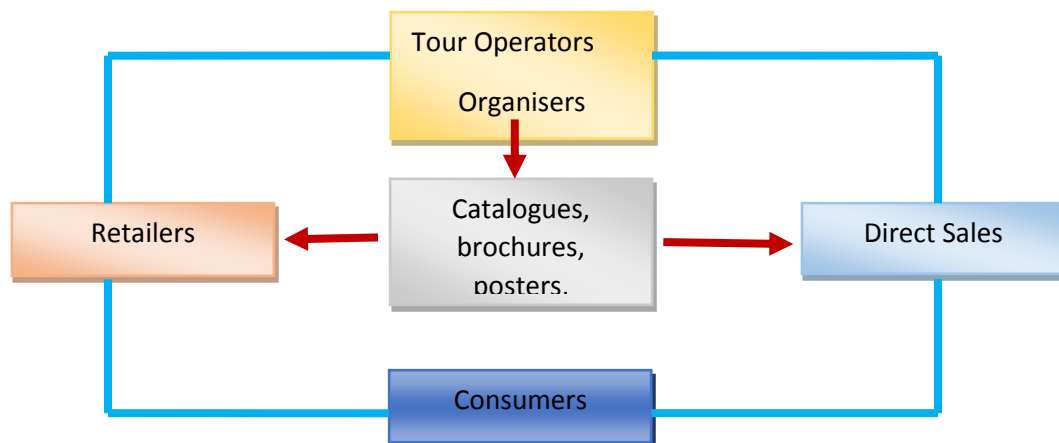 Tour Operators
Organisers
Catalogues,
Retailers
brochures,
Direct Sales
posters,
Consumers